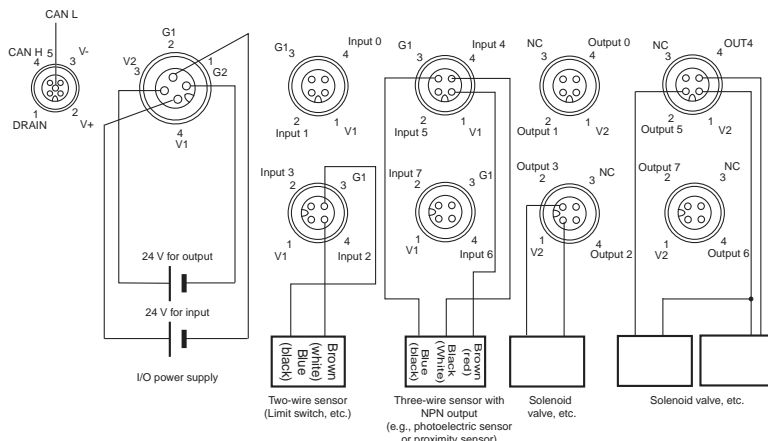 CAN L
CAN H 5 V-
4 3
1 2
DRAIN V+
G1
2
V2 1
3 G2
4
V1
G1 3 4 Input 0
2 1
Input 1 V1
G1 3 4 Input 4
2 1
Input 5 V1
NC 3 4 Output 0
2 1
Output 1 V2
NC 3 4 OUT4
2 1
Output 5 V2
Input 3 2 3 G1
1 4
V1 Input 2
Input 7 2 3 G1
1 4
V1 Input 6
Output 3 2 3 NC
1 4
V2 Output 2
Output 7 2 3 NC
1 4
V2 Output 6
24 V for output
24 V for input
I/O power supply
Brown
(white)
Blue
(black)
Two-wire sensor
(Limit switch, etc.)
Brown
(red)
Black
(White)
Blue
(black)
Three-wire sensor with
NPN output
(e.g., photoelectric sensor
or proximity sensor)
Solenoid
valve, etc.
Solenoid valve, etc.